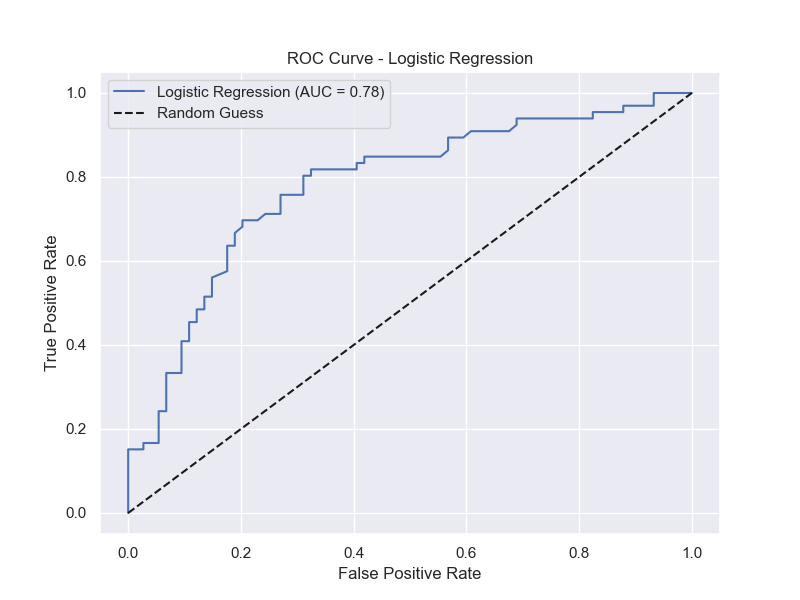 ROC Curve - Logistic Regression
Logistic Regression (AUC = 0.78)
Random Guess
1.0
0.8
0.6
0.4
0.2
0.0
True Positive Rate
0.0 0.2 0.4 0.6 0.8 1.0
False Positive Rate